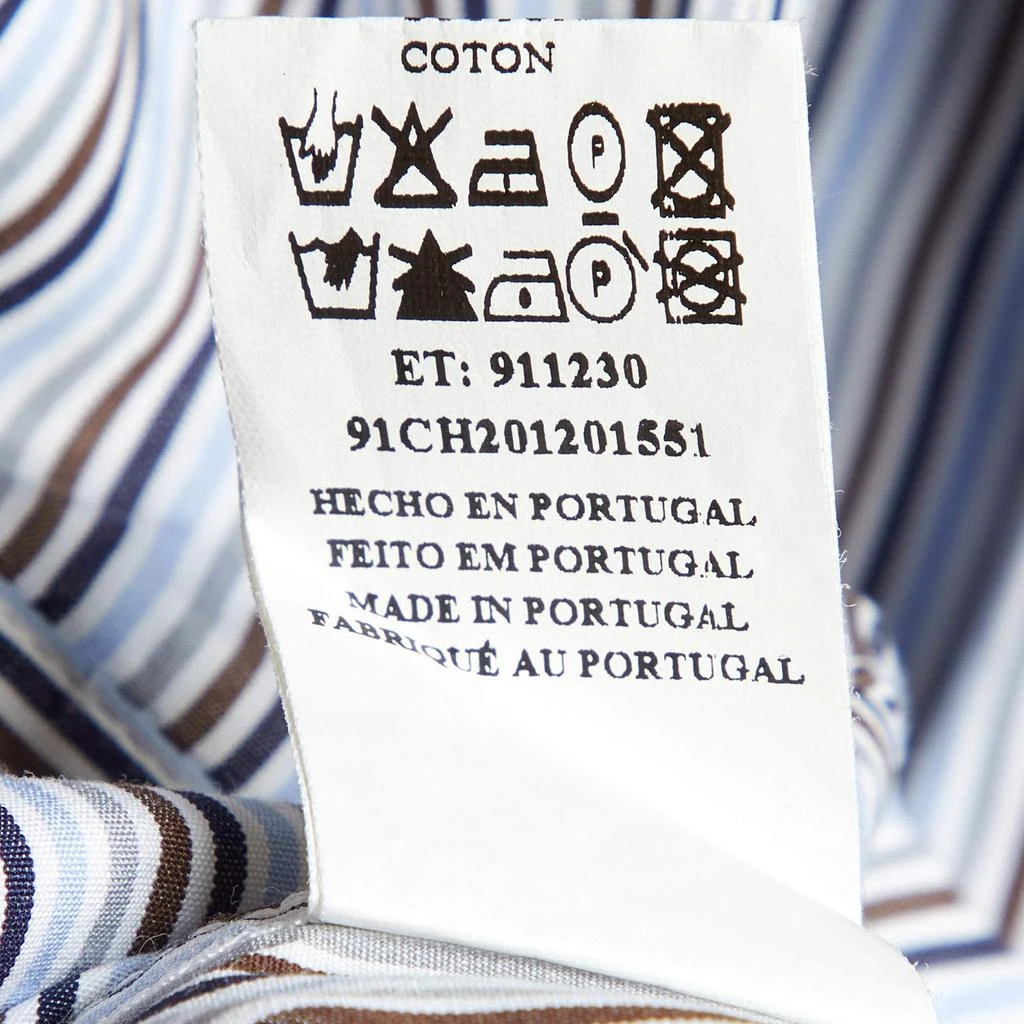 COTON
P
P
ET: 911230
91CH201201551
HECHO EN PORTUGAL
FEITO EM PORTUGAL
MADE IN PORTUGAL
FABRIQUÉ AU PORTUGAL